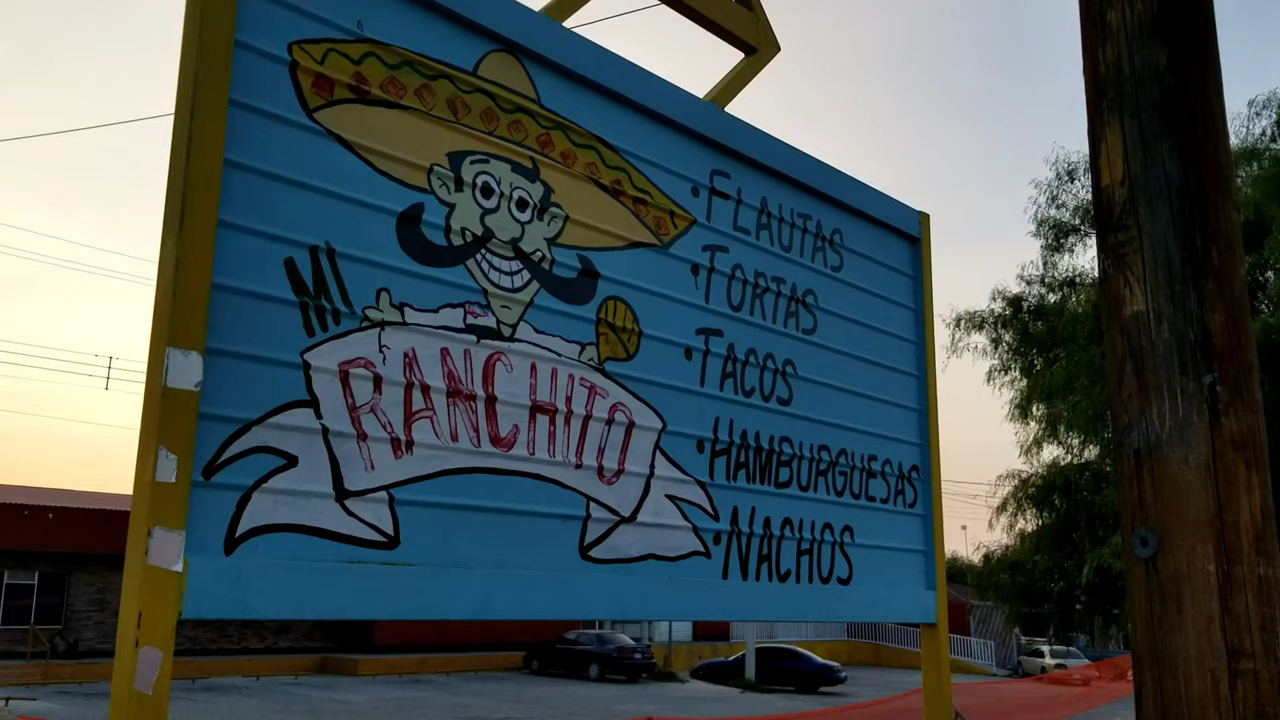 MI
RANCHITO
•FLAUTAS
•TORTAS
•TACOS
•HAMBURGUESAS
•NACHOS